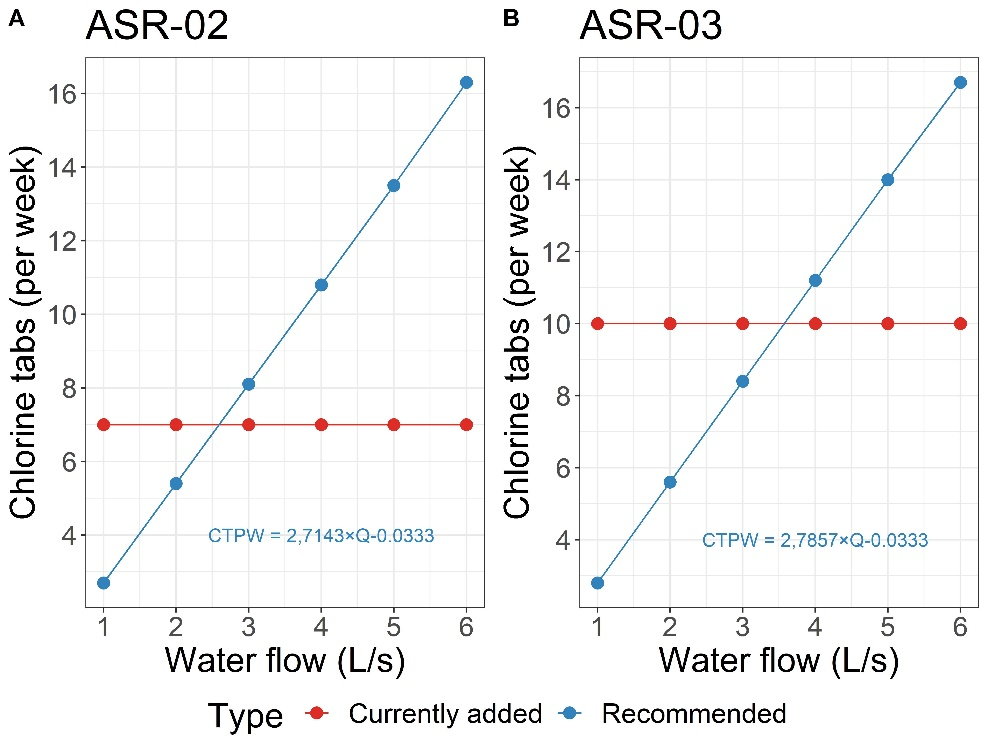 A
ASR-02
B
ASR-03
Chlorine tabs (per week)
16
14
12
10
8
6
4
CTPW = 2,7143×Q-0.0333
1 2 3 4 5 6
Water flow (L/s)
Chlorine tabs (per week)
16
14
12
10
8
6
4
CTPW = 2,7857×Q-0.0333
1 2 3 4 5 6
Water flow (L/s)
Type Currently added Recommended